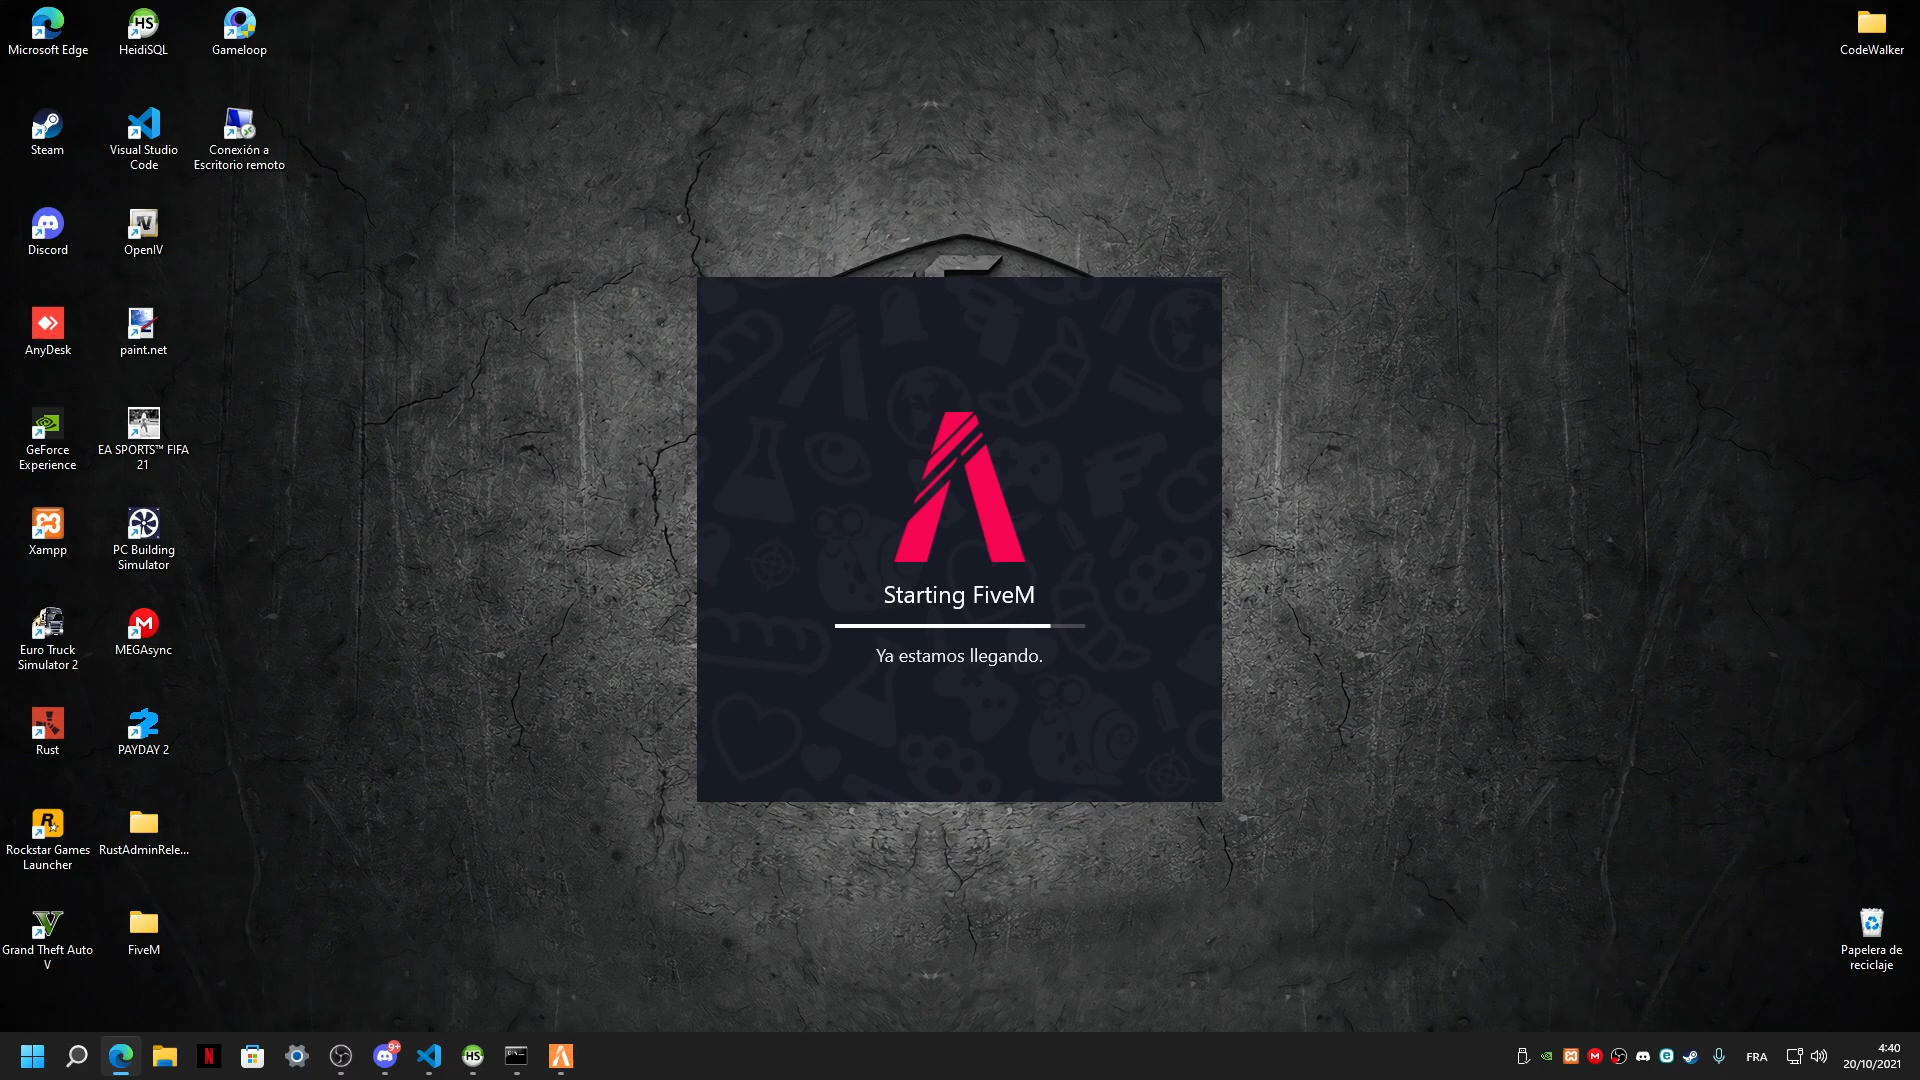 Microsoft Edge
HeidiSQL
Gameloop
CodeWalker
Steam
Visual Studio
Code
Conexión a
Escritorio remoto
Discord
OpenIV
AnyDesk
paint.net
GeForce
Experience
EA SPORTS™ FIFA
21
Xampp
PC Building
Simulator
Starting FiveM
Ya estamos llegando.
Euro Truck
Simulator 2
MEGAsync
Rust
PAYDAY 2
Rockstar Games
Launcher
RustAdminRele...
Grand Theft Auto
V
FiveM
Papelera de
reciclaje
9+
FRA
4:40
20/10/2021